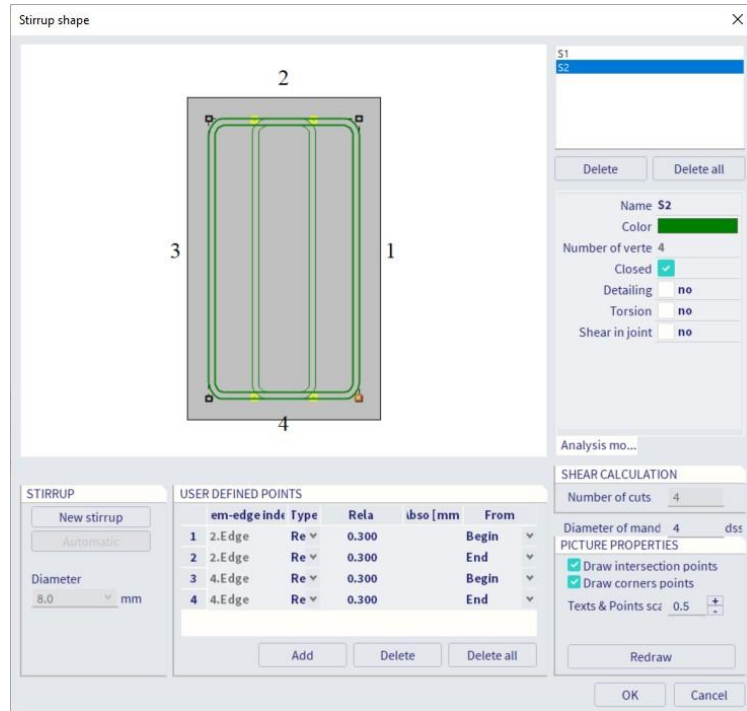 Stirrup shape
2
3
1
4
S1
S2
Delete
Delete all
Name S2
Color
Number of verte 4
Closed
Detailing no
Torsion no
Shear in joint no
Analysis mo...
SHEAR CALCULATION
Number of cuts 4
Diameter of mand 4 dss
PICTURE PROPERTIES
Draw intersection points
Draw corners points
Texts & Points sca 0.5
Redraw
STIRRUP
New stirrup
Automatic
Diameter
8.0 mm
USER DEFINED POINTS
em-edge inde Type Rela \bso [mm From
1 2.Edge Re 0.300 Begin
2 2.Edge Re 0.300 End
3 4.Edge Re 0.300 Begin
4 4.Edge Re 0.300 End
Add
Delete
Delete all
OK
Cancel